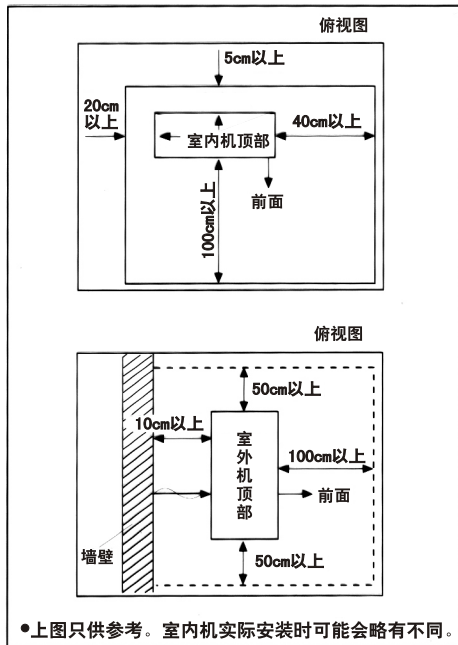 俯视图
5cm以上
20cm
以上
40cm以上
室内机顶部
前面
100cm以上
俯视图
50cm以上
10cm以上
室外机顶部
100cm以上
前面
墙壁
50cm以上
●上图只供参考。室内机实际安装时可能会略有不同。